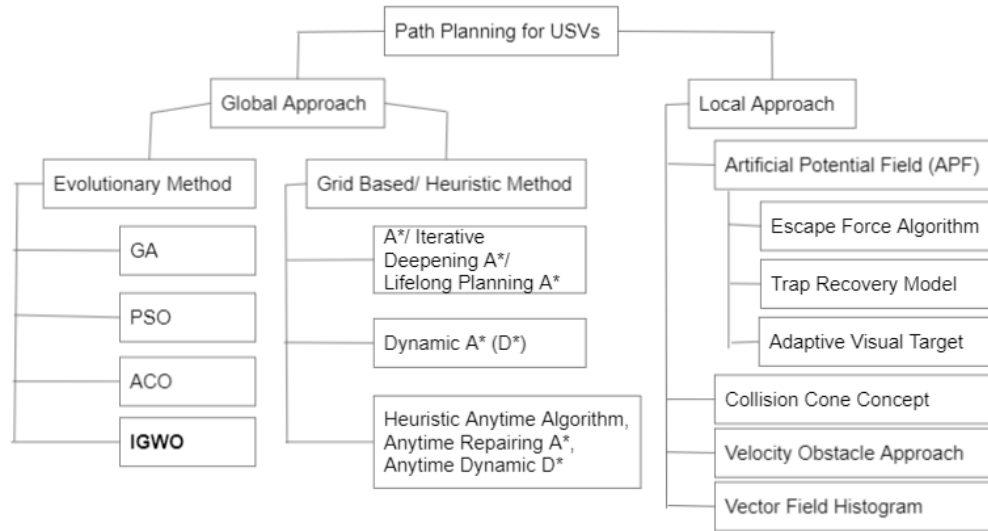 Path Planning for USVs
Global Approach
Local Approach
Evolutionary Method
GA
PSO
ACO
IGWO
Grid Based/ Heuristic Method
A*/ Iterative
Deepening A*/
Lifelong Planning A*
Dynamic A* (D*)
Heuristic Anytime Algorithm,
Anytime Repairing A*,
Anytime Dynamic D*
Artificial Potential Field (APF)
Escape Force Algorithm
Trap Recovery Model
Adaptive Visual Target
Collision Cone Concept
Velocity Obstacle Approach
Vector Field Histogram